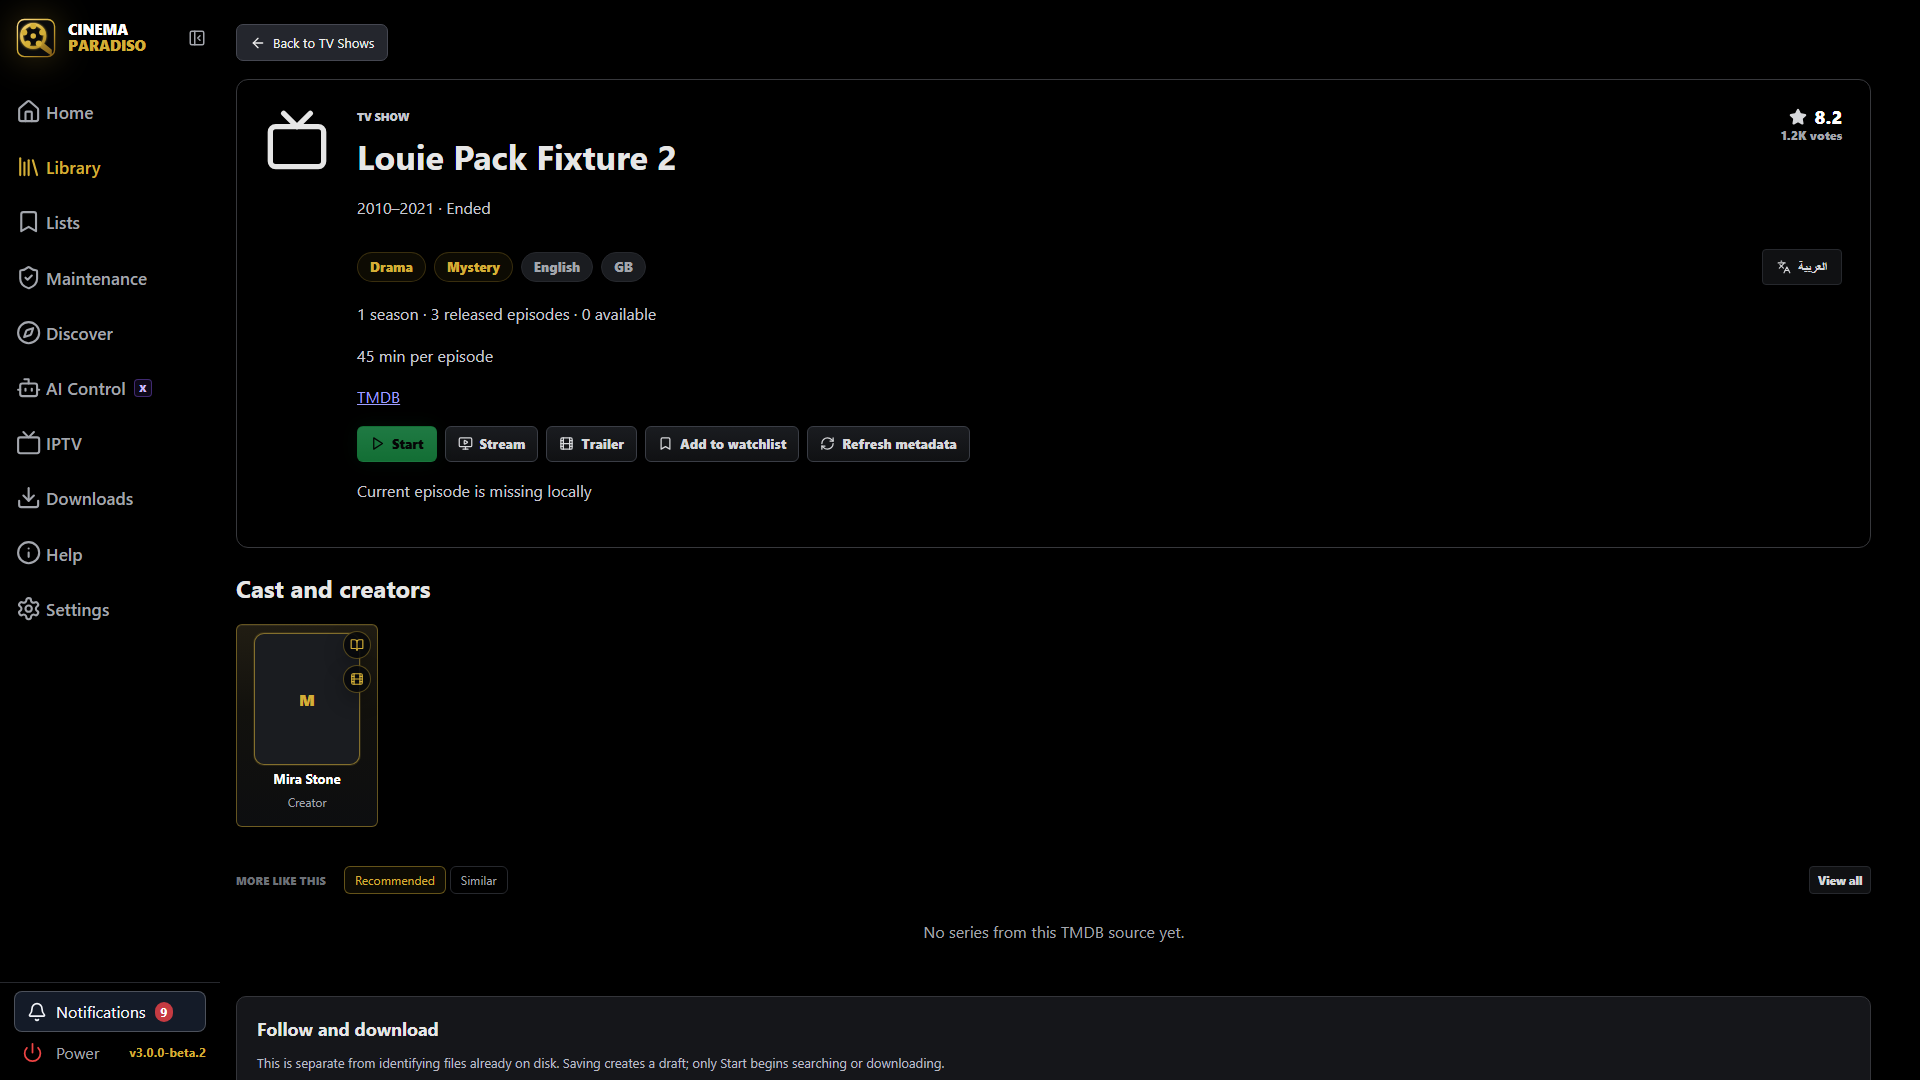 CINEMA
PARADISO
Home
Library
Lists
Maintenance
Discover
AI Control x
IPTV
Downloads
Help
Settings
Notifications 9
Power v3.0.0-beta.2
Back to TV Shows
TV SHOW
8.2
1.2K votes
Louie Pack Fixture 2
2010–2021 · Ended
Drama Mystery English GB
العربية
1 season · 3 released episodes · 0 available
45 min per episode
TMDB
Start Stream Trailer Add to watchlist Refresh metadata
Current episode is missing locally
Cast and creators
M
Mira Stone
Creator
MORE LIKE THIS Recommended Similar View all
No series from this TMDB source yet.
Follow and download
This is separate from identifying files already on disk. Saving creates a draft; only Start begins searching or downloading.